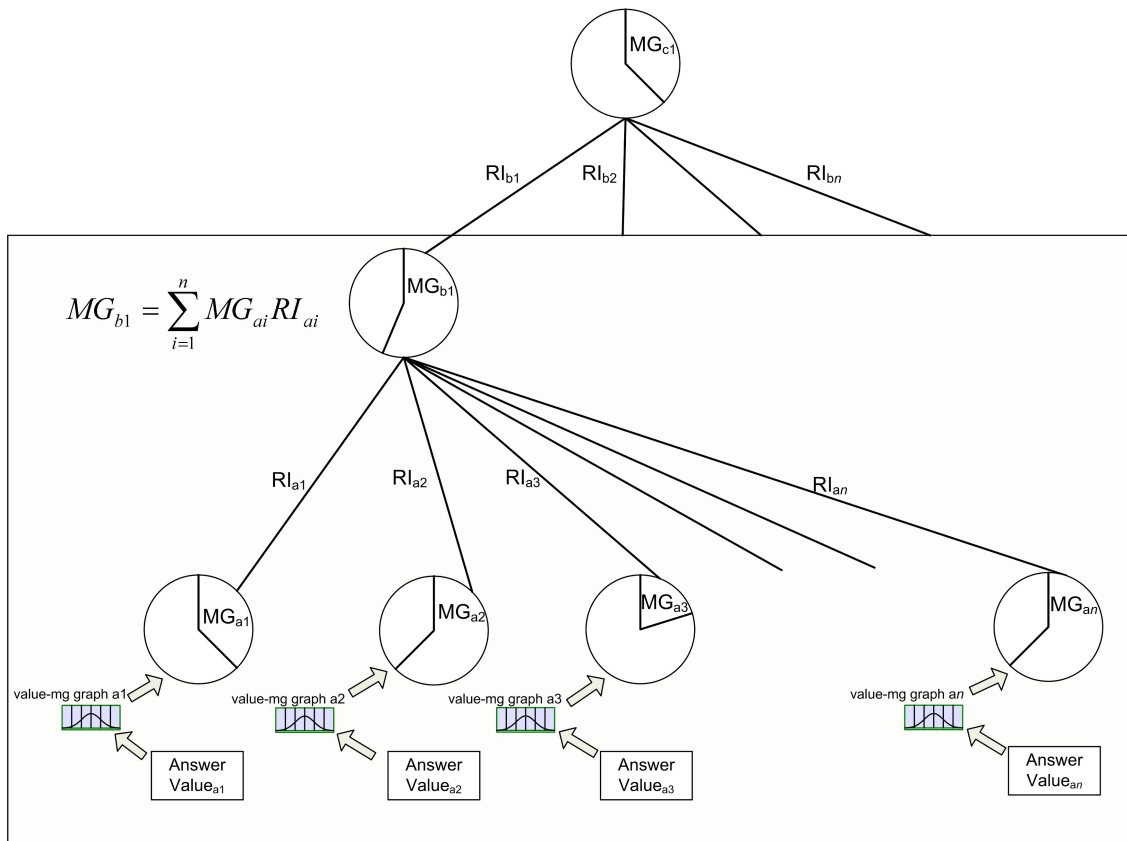 MGc1
RIb1
RIb2
RIbn
MGb1
MGb1 = ∑ MGai RIai
n
i=1
RIa1
RIa2
RIa3
RIan
MGa1
MGa2
MGa3
MGan
value-mg graph a1
value-mg graph a2
value-mg graph a3
value-mg graph an
Answer
Valuea1
Answer
Valuea2
Answer
Valuea3
Answer
Valuean